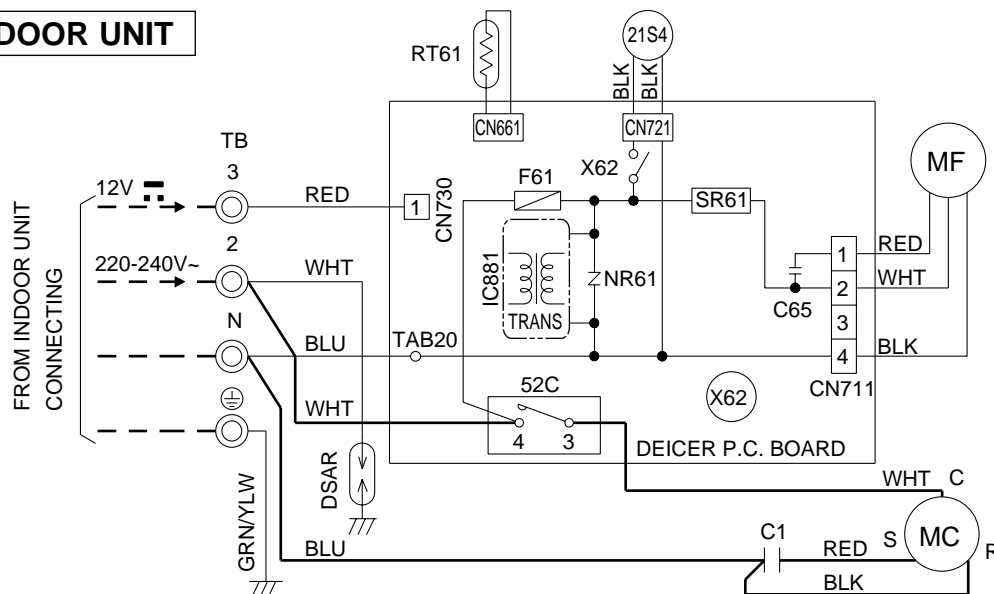 DOOR UNIT
RT61
21S4
BLK
BLK
CN661
CN721
TB
3
12V
RED
1
CN730
F61
X62
SR61
MF
2
220-240V~
WHT
IC881
TRANS
NR61
C65
1
2
3
4
RED
WHT
BLK
CN711
FROM INDOOR UNIT
CONNECTING
N
BLU
TAB20
52C
X62
WHT
4
3
DEICER P.C. BOARD
DSAR
GRN/YLW
WHT
C
BLU
C1
RED
S
MC
R
BLK